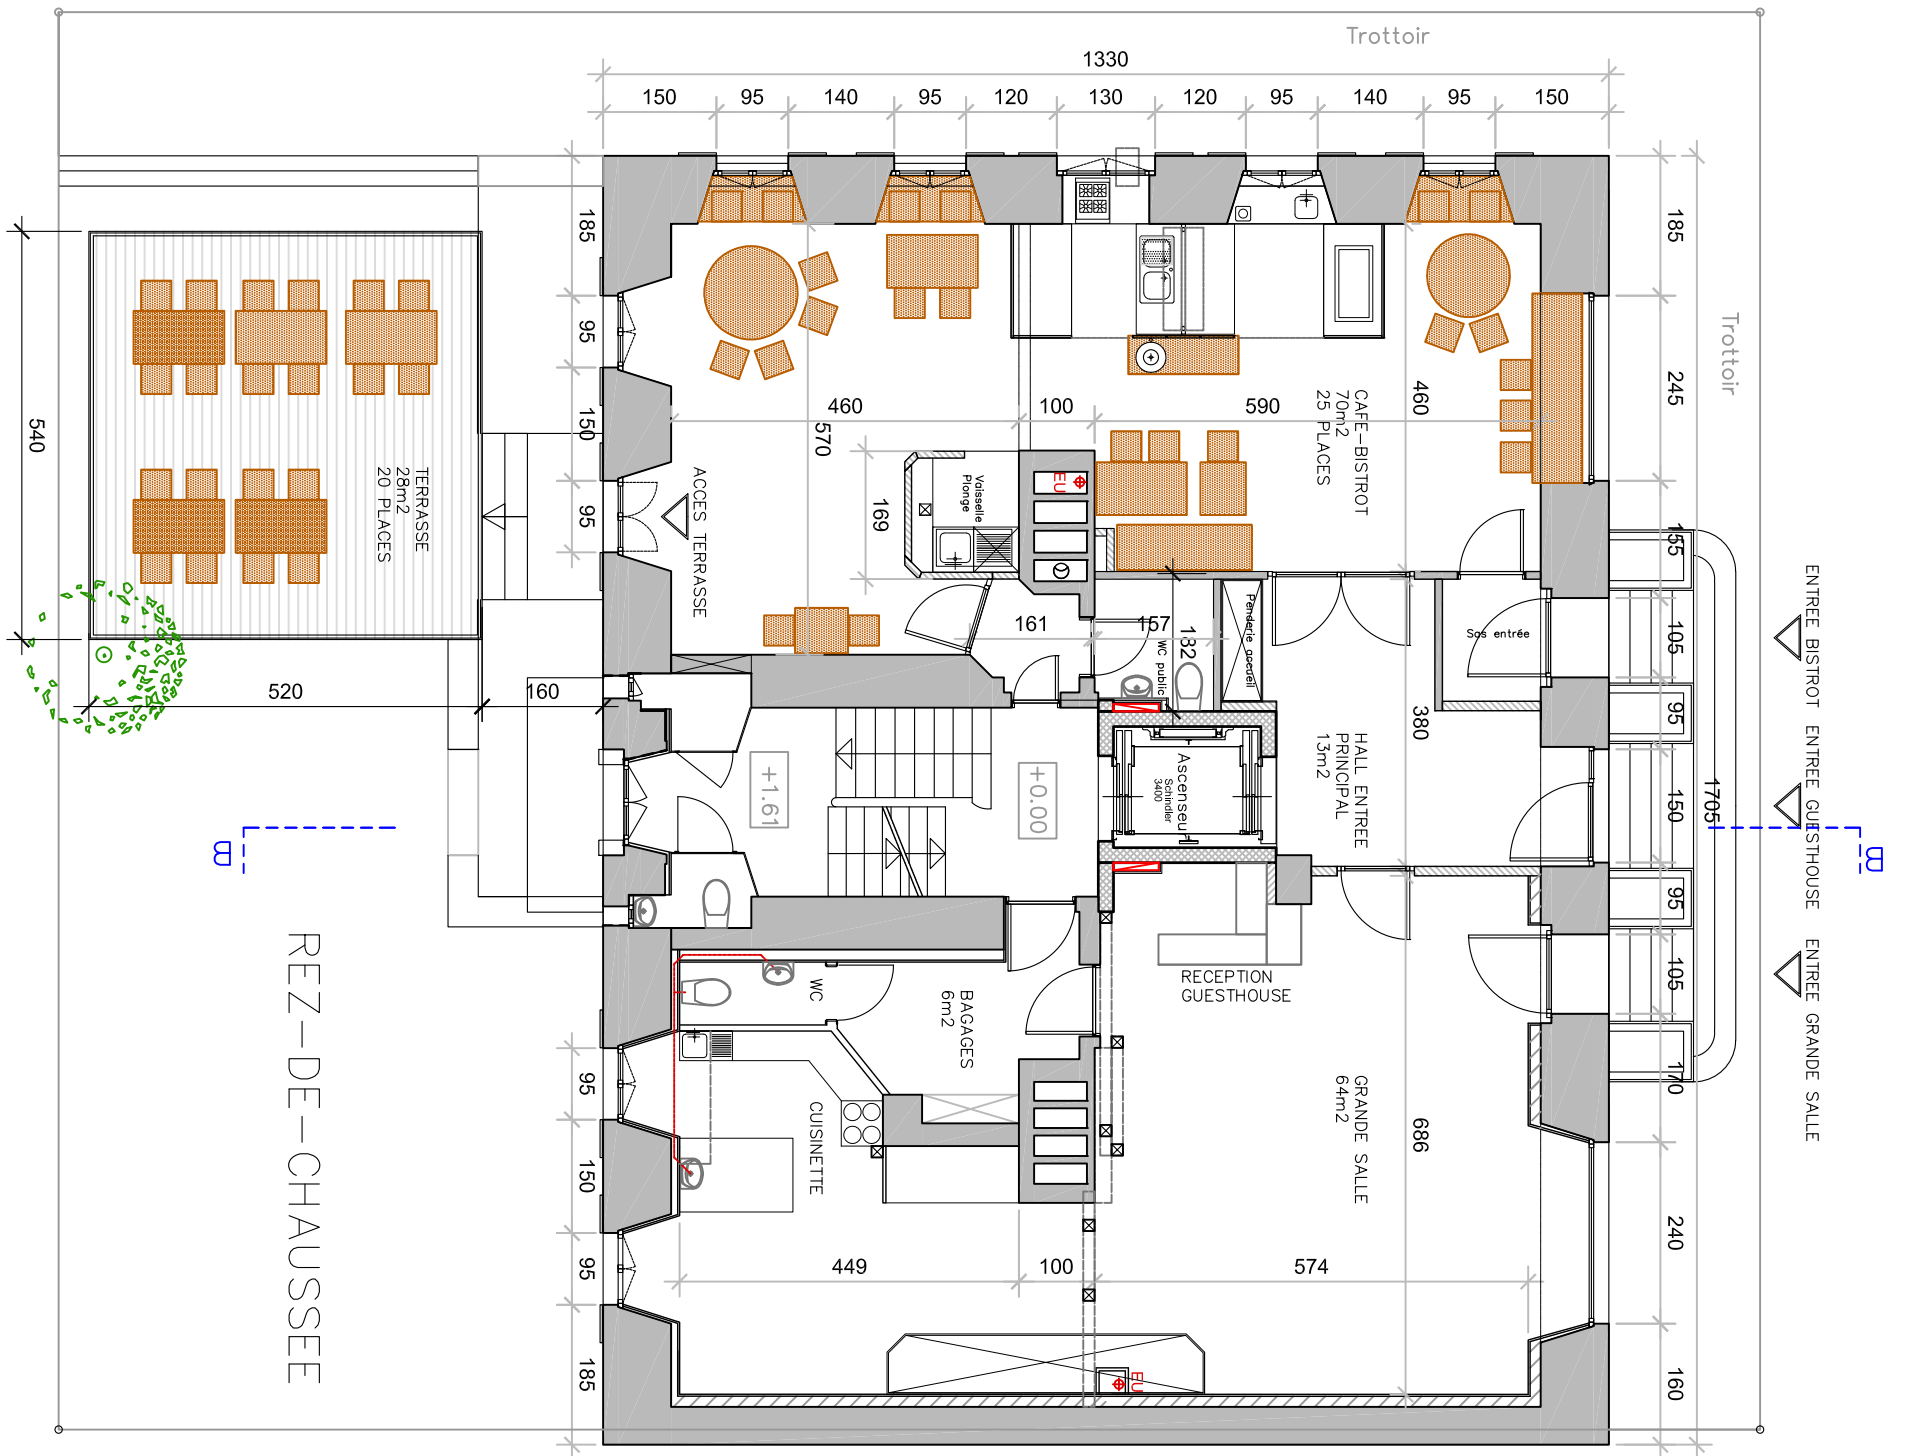 Trottoir
1330
150
95
140
95
120
130
120
95
140
95
150
Trottoir
185
95
150
95
95
150
95
185
185
245
155
105
95
150
95
105
170
240
160
1705
540
520
160
TERRASSE
28m2
20 PLACES
ACCES TERRASSE
460
100
590
570
460
169
Vaisselle
Plonge
EU
CAFE-BISTROT
70m2
25 PLACES
161
157
182
WC public
Penderie accueil
Sas entrée
380
HALL ENTREE
PRINCIPAL
13m2
Ascenseu
Schindler
3400
+1.61
+0.00
ENTREE BISTROT
ENTREE GUESTHOUSE
ENTREE GRANDE SALLE
B
B
RECEPTION
GUESTHOUSE
WC
BAGAGES
6m2
CUISINETTE
GRANDE SALLE
64m2
686
449
100
574
EU
REZ-DE-CHAUSSEE